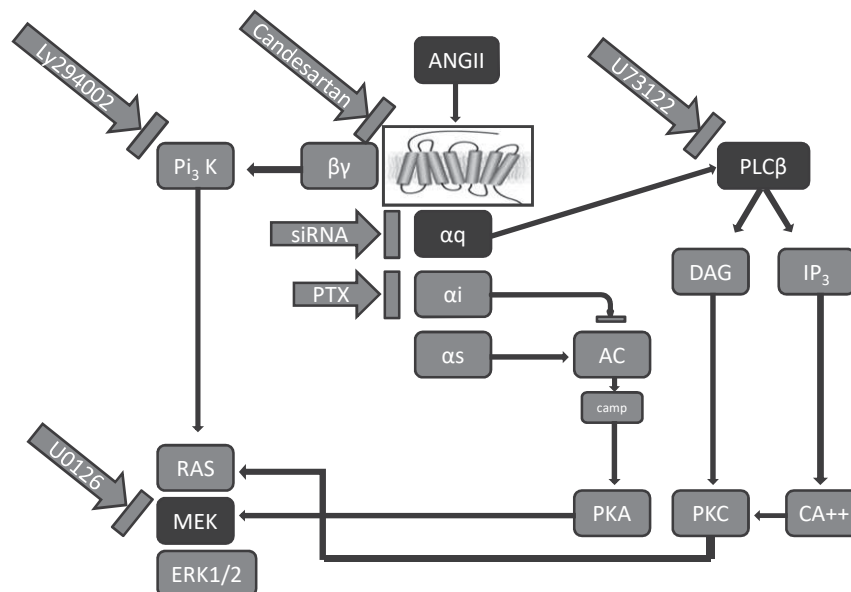 Ly294002
Candesartan
ANGII
U73122
Pi₃ K
βγ
PLCβ
siRNA
αq
DAG
IP₃
PTX
αi
αs
AC
camp
U0126
RAS
MEK
PKA
PKC
CA++
ERK1/2